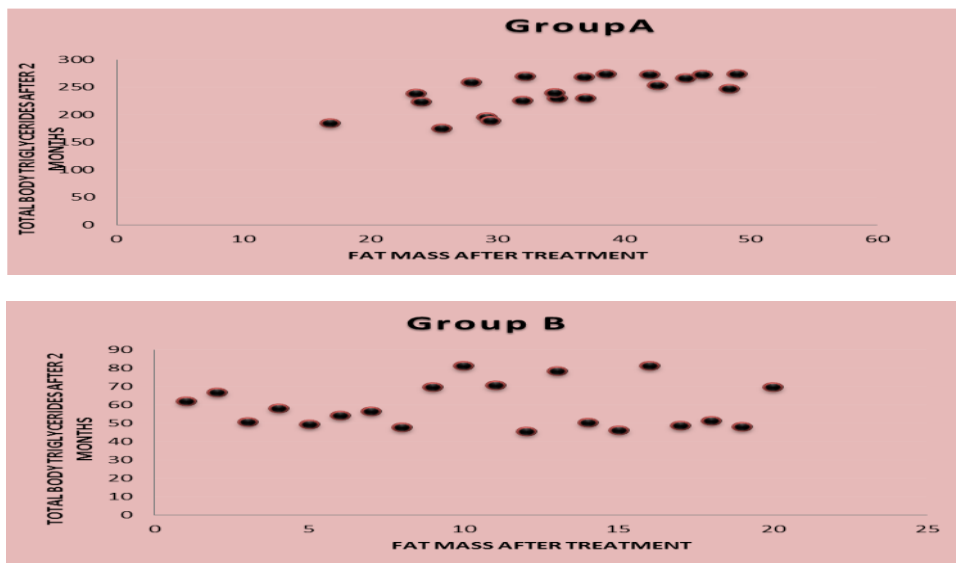 Group A
TOTAL BODY TRIGLYCERIDES AFTER 2
MONTHS
300
250
200
150
100
50
0
0 10 20 30 40 50 60
FAT MASS AFTER TREATMENT
Group B
TOTAL BODY TRIGLYCERIDES AFTER 2
MONTHS
90
80
70
60
50
40
30
20
10
0
0 5 10 15 20 25
FAT MASS AFTER TREATMENT